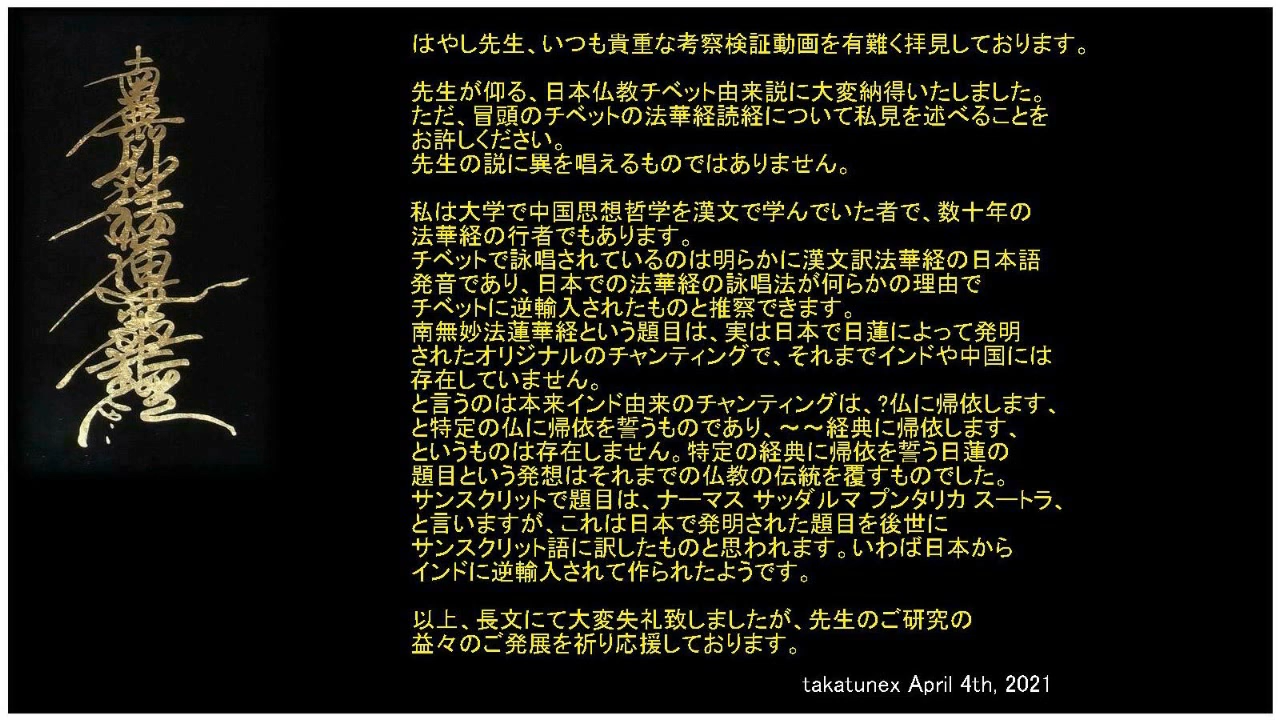 南無妙法蓮華経
はやし先生、いつも貴重な考察検証動画を有難く拝見しております。
先生が仰る、日本仏教チベット由来説に大変納得いたしました。
ただ、冒頭のチベットの法華経読経について私見を述べることを
お許しください。
先生の説に異を唱えるものではありません。
私は大学で中国思想哲学を漢文で学んでいた者で、数十年の
法華経の行者でもあります。
チベットで詠唱されているのは明らかに漢文訳法華経の日本語
発音であり、日本での法華経の詠唱法が何らかの理由で
チベットに逆輸入されたものと推察できます。
南無妙法蓮華経という題目は、実は日本で日蓮によって発明
されたオリジナルのチャンティングで、それまでインドや中国には
存在していません。
と言うのは本来インド由来のチャンティングは、?仏に帰依します、
と特定の仏に帰依を誓うものであり、～～経典に帰依します、
というものは存在しません。特定の経典に帰依を誓う日蓮の
題目という発想はそれまでの仏教の伝統を覆すものでした。
サンスクリットで題目は、ナーマス サッダルマ プンタリカ スートラ、
と言いますが、これは日本で発明された題目を後世に
サンスクリット語に訳したものと思われます。いわば日本から
インドに逆輸入されて作られたようです。
以上、長文にて大変失礼致しましたが、先生のご研究の
益々のご発展を祈り応援しております。
takatunex April 4th, 2021